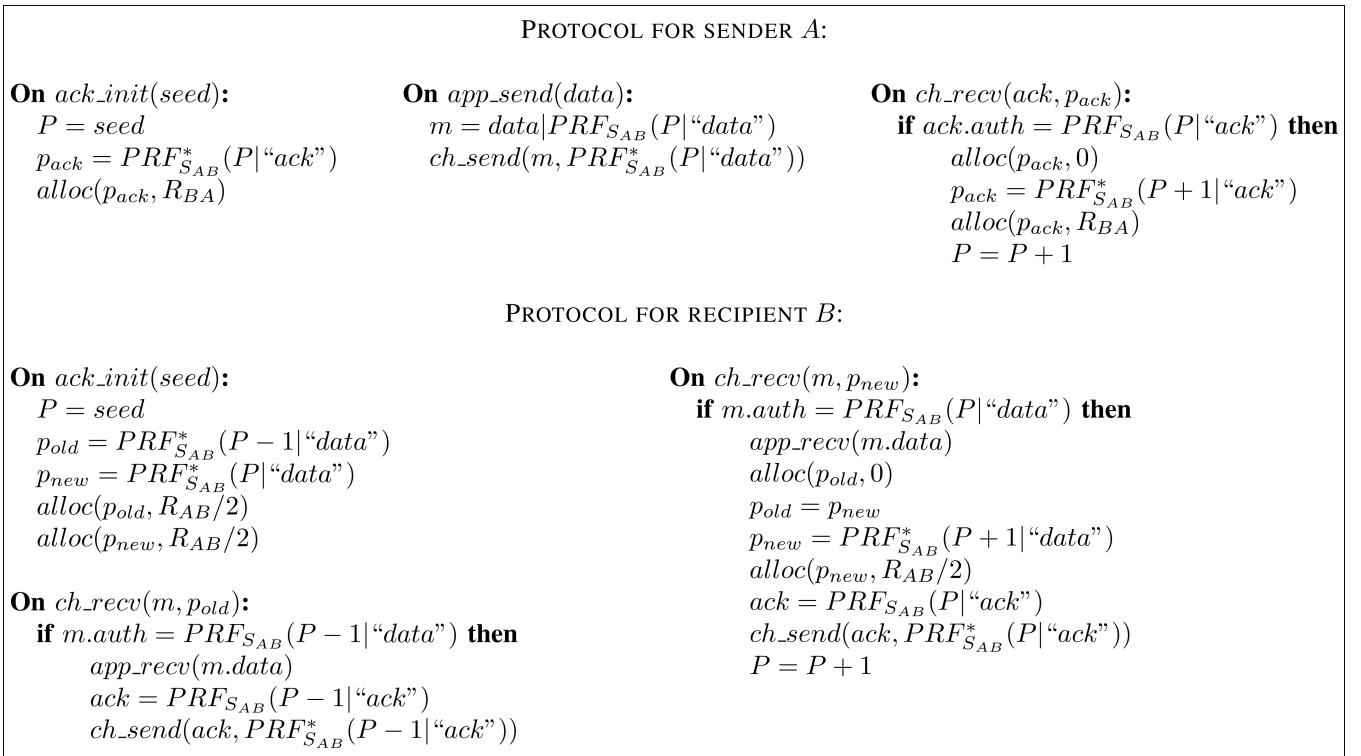 PROTOCOL FOR SENDER A:
On ack_init(seed):
P = seed
p_ack = PRF*_{S_AB}(P|“ack”)
alloc(p_ack, R_BA)
On app_send(data):
m = data|PRF_{S_AB}(P|“data”)
ch_send(m, PRF*_{S_AB}(P|“data”))
On ch_recv(ack, p_ack):
if ack.auth = PRF_{S_AB}(P|“ack”) then
alloc(p_ack, 0)
p_ack = PRF*_{S_AB}(P + 1|“ack”)
alloc(p_ack, R_BA)
P = P + 1
PROTOCOL FOR RECIPIENT B:
On ack_init(seed):
P = seed
p_old = PRF*_{S_AB}(P − 1|“data”)
p_new = PRF*_{S_AB}(P|“data”)
alloc(p_old, R_AB/2)
alloc(p_new, R_AB/2)
On ch_recv(m, p_old):
if m.auth = PRF_{S_AB}(P − 1|“data”) then
app_recv(m.data)
ack = PRF_{S_AB}(P − 1|“ack”)
ch_send(ack, PRF*_{S_AB}(P − 1|“ack”))
On ch_recv(m, p_new):
if m.auth = PRF_{S_AB}(P|“data”) then
app_recv(m.data)
alloc(p_old, 0)
p_old = p_new
p_new = PRF*_{S_AB}(P + 1|“data”)
alloc(p_new, R_AB/2)
ack = PRF_{S_AB}(P|“ack”)
ch_send(ack, PRF*_{S_AB}(P|“ack”))
P = P + 1